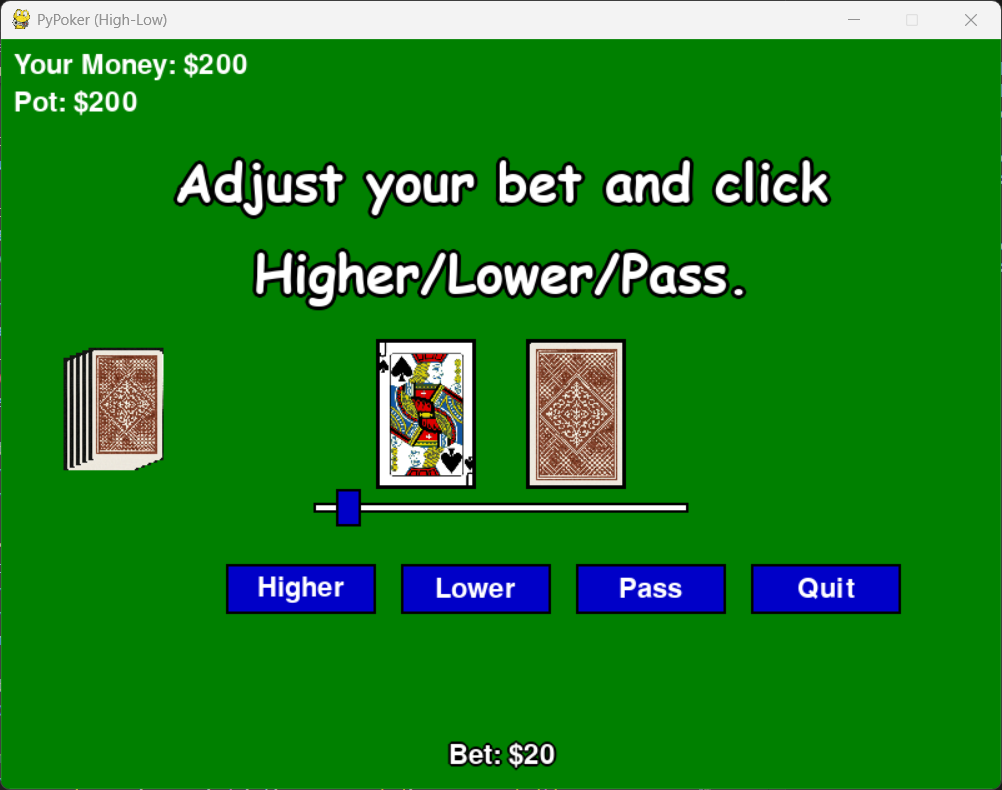 PyPoker (High-Low)
Your Money: $200
Pot: $200
Adjust your bet and click
Higher/Lower/Pass.
J
Higher
Lower
Pass
Quit
Bet: $20